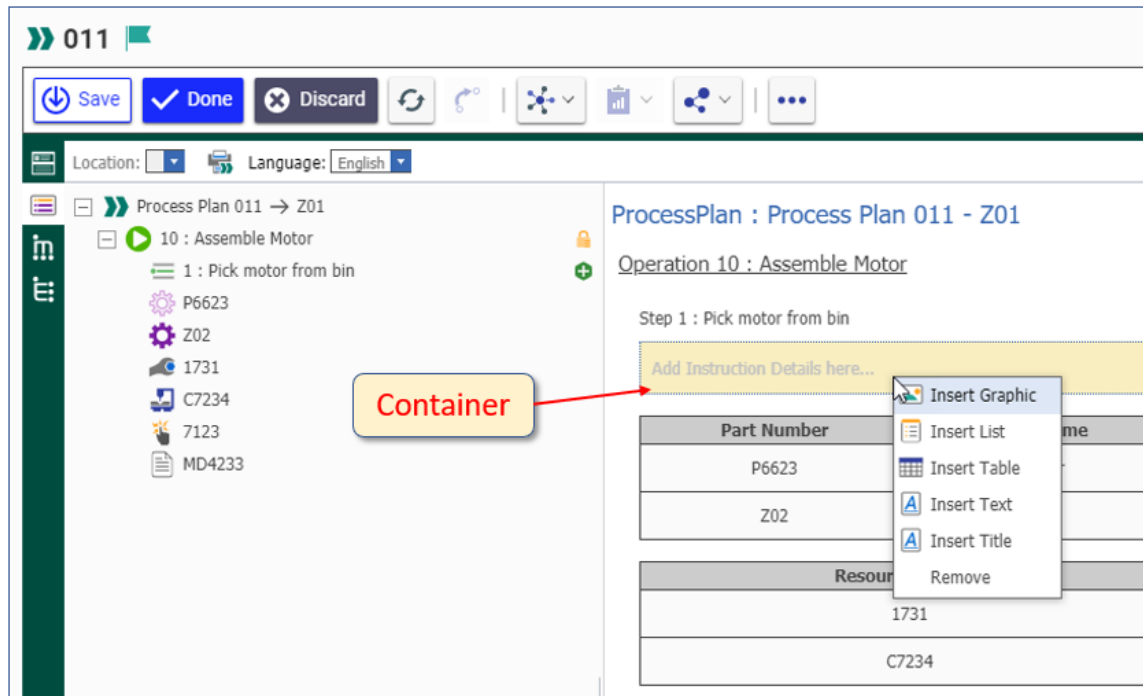 011
Save
Done
Discard
Location:
Language: English
Process Plan 011 → Z01
10 : Assemble Motor
1 : Pick motor from bin
P6623
Z02
1731
C7234
7123
MD4233
ProcessPlan : Process Plan 011 - Z01
Operation 10 : Assemble Motor
Step 1 : Pick motor from bin
Add Instruction Details here...
Container
Insert Graphic
Insert List
Insert Table
Insert Text
Insert Title
Remove
Part Number
P6623
Z02
1731
C7234